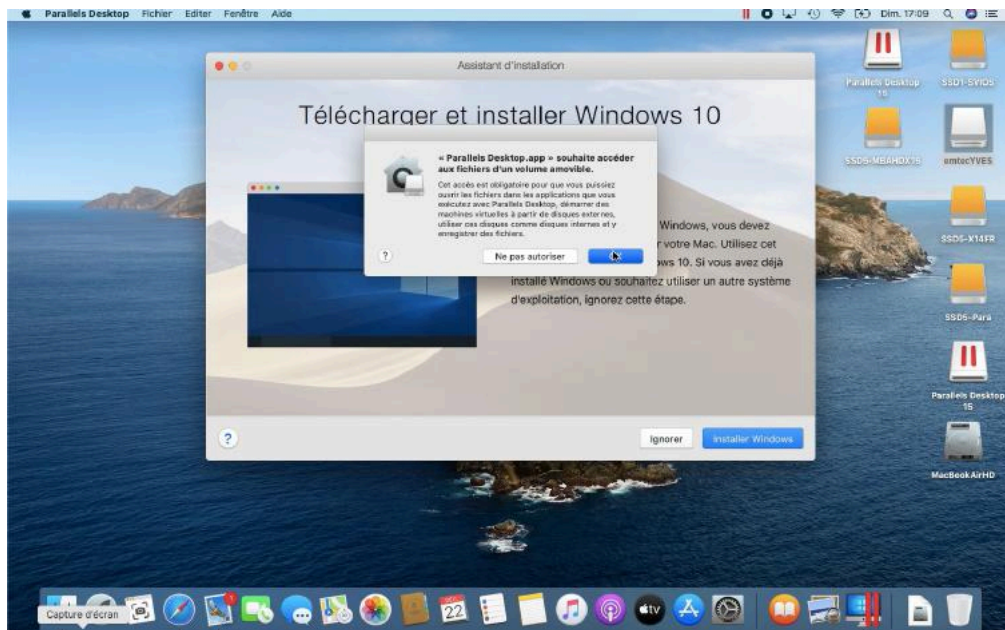 Parallels Desktop Fichier Editer Fenêtre Aide Dim. 17:09
Assistant d'installation
Télécharger et installer Windows 10
« Parallels Desktop.app » souhaite accéder
aux fichiers d'un volume amovible.
Cet accès est obligatoire pour que vous puissiez
ouvrir les fichiers dans les applications que vous
exécutez avec Parallels Desktop, démarrer des
machines virtuelles à partir de disques externes,
utiliser ces disques comme disques internes et y
enregistrer des fichiers.
? Ne pas autoriser
Windows, vous devez
votre Mac. Utilisez cet
ws 10. Si vous avez déjà
installé Windows ou souhaitez utiliser un autre système
d'exploitation, ignorez cette étape.
? Ignorer Installer Windows
Parallels Desktop
15
SSD1-SVIOS
SSD5-MBAHDX15
emtecYVES
SSD5-X14FR
SSD5-Para
Parallels Desktop
15
MacBookAirHD
Capture d'écran
22
tv